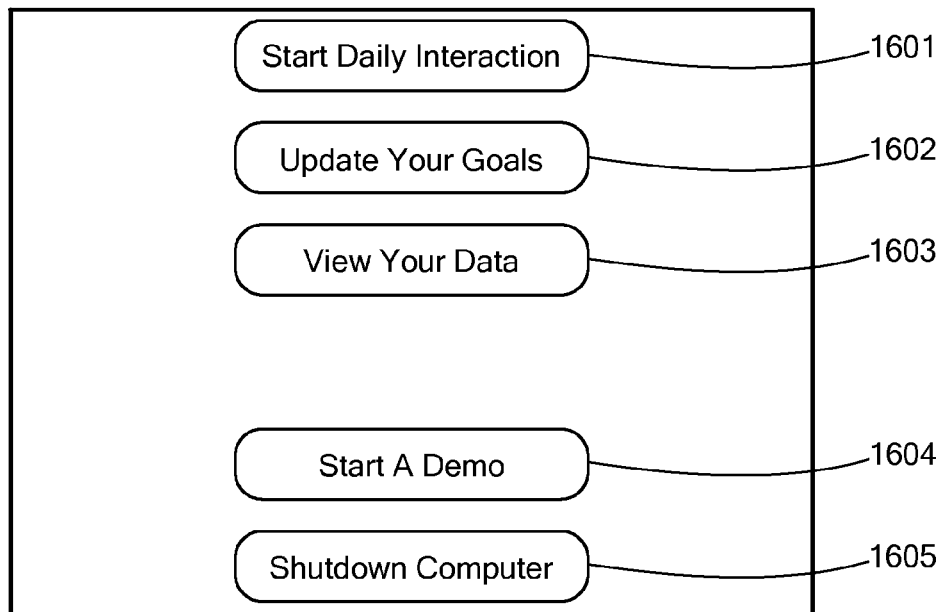 Start Daily Interaction 1601
Update Your Goals 1602
View Your Data 1603
Start A Demo 1604
Shutdown Computer 1605